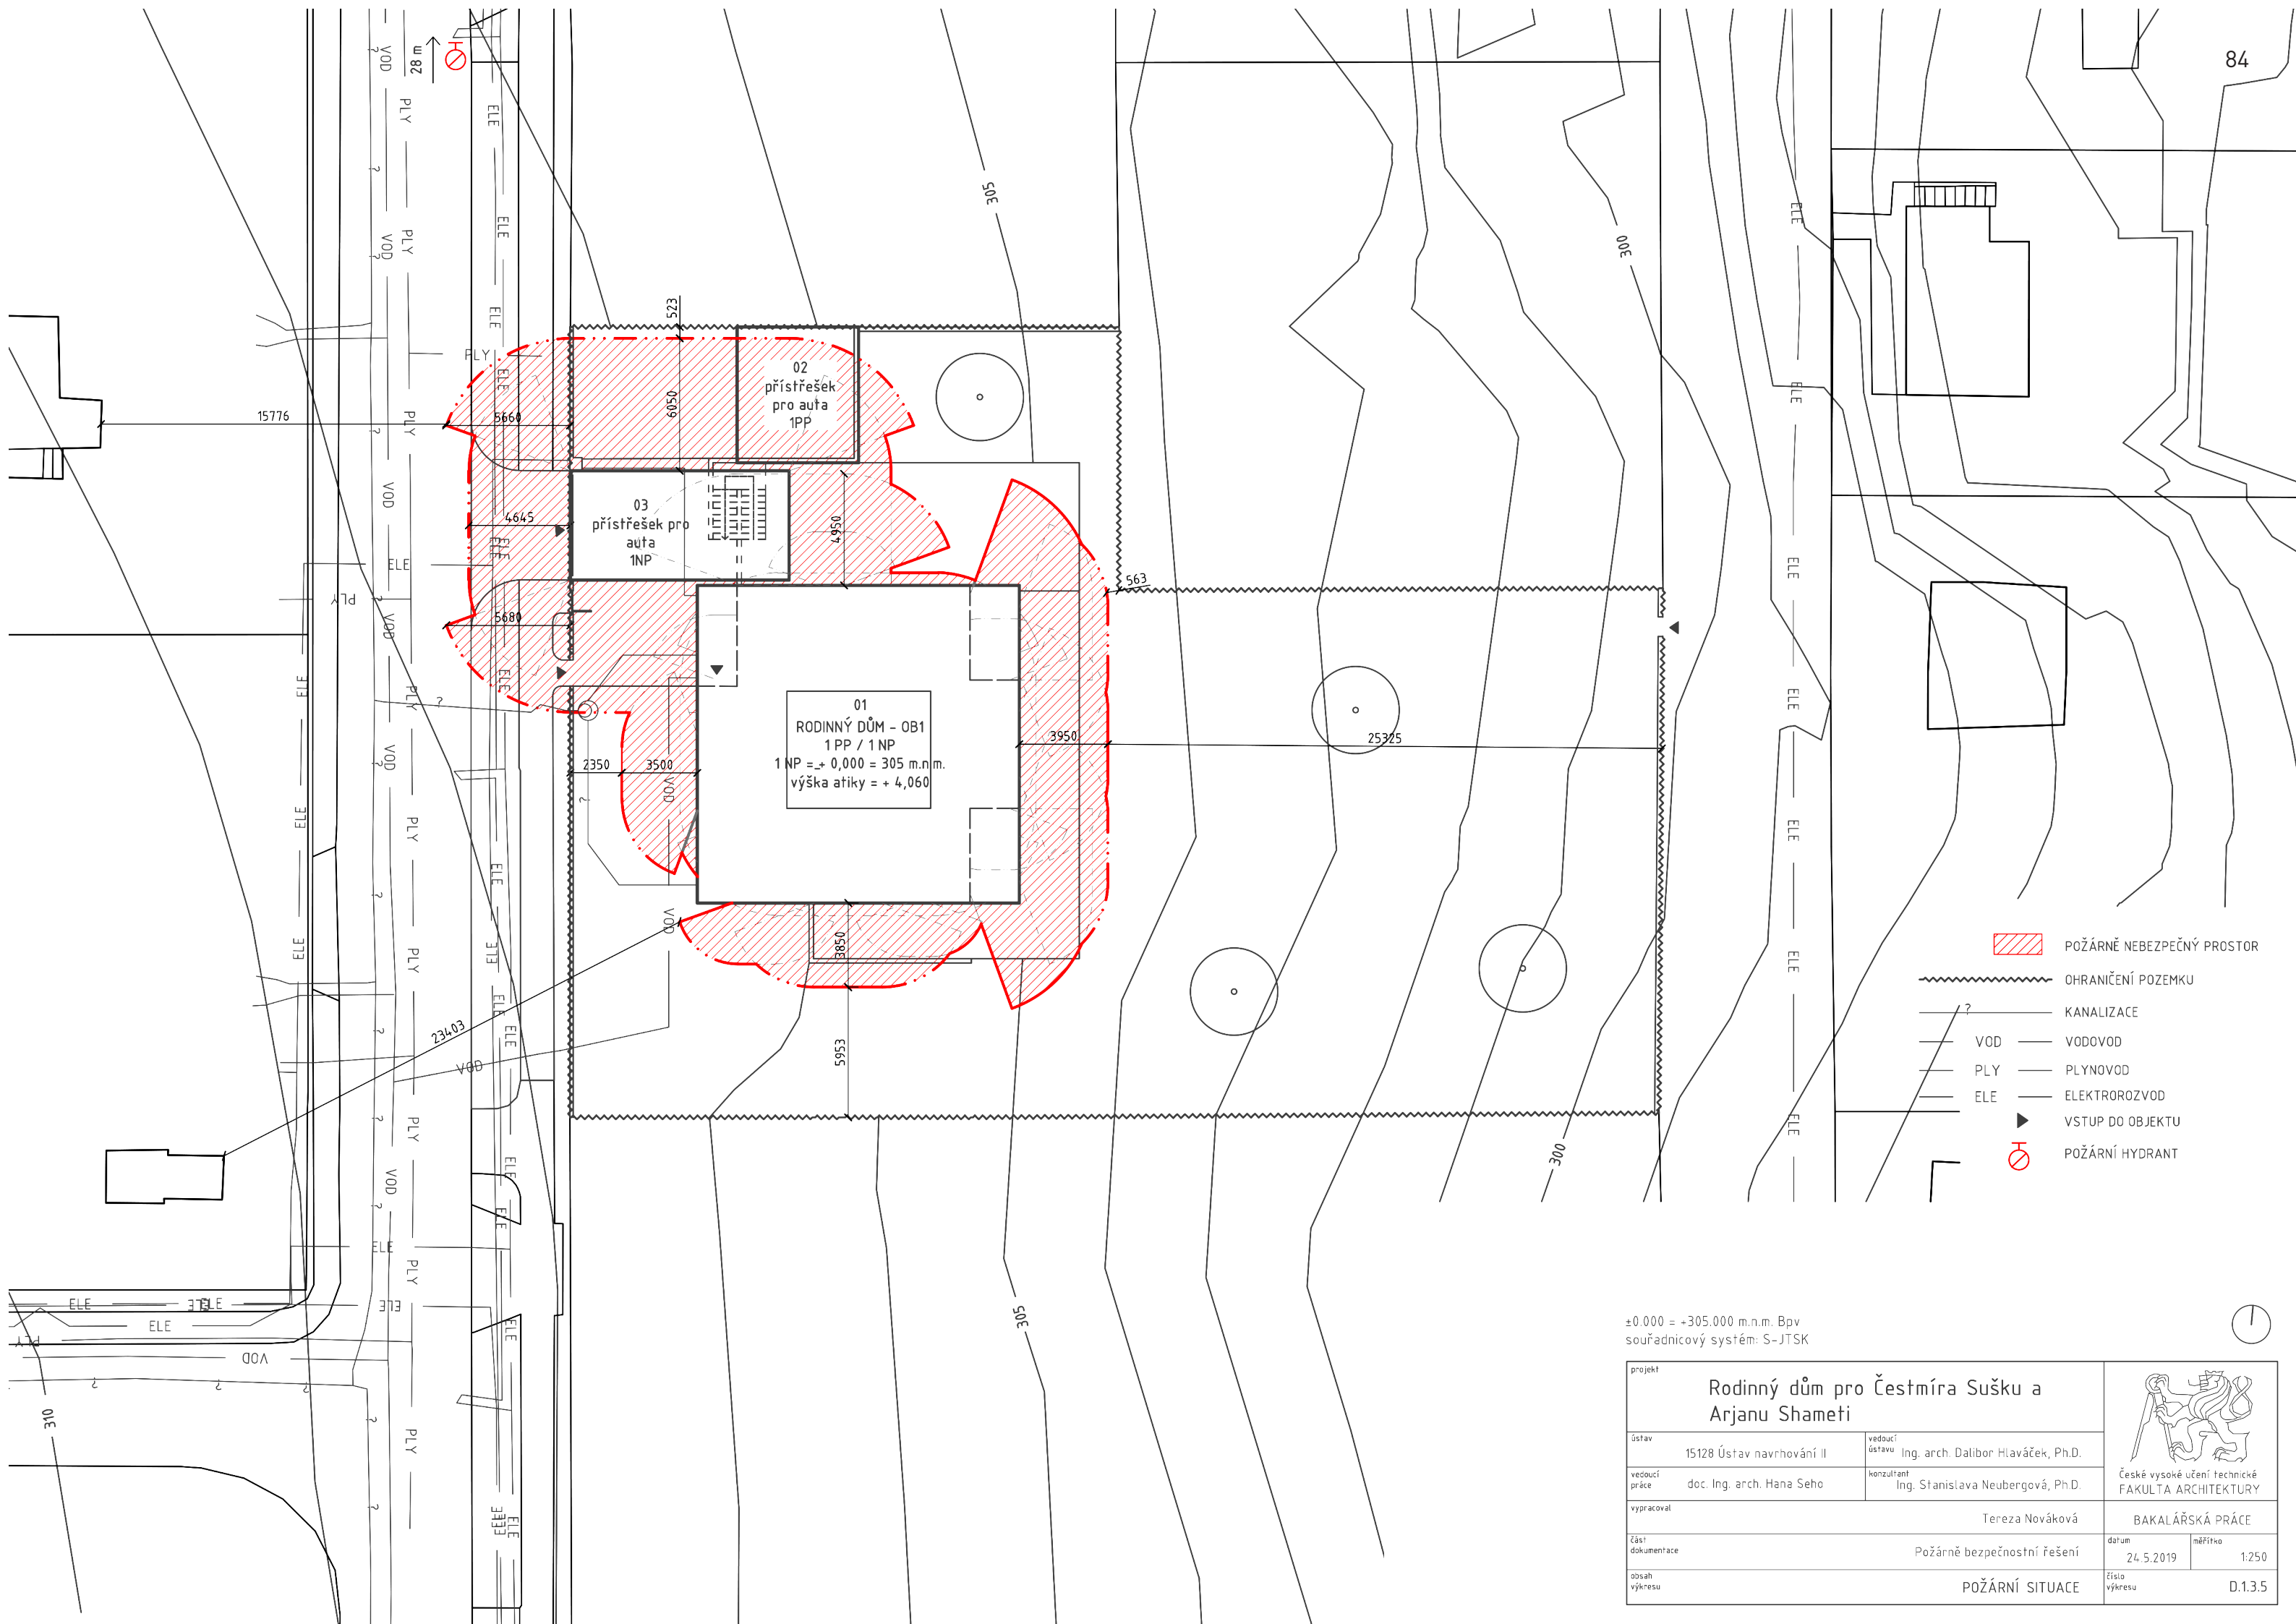 84
28 m
305
300
523
02
přístřešek
pro auta
1PP
15776
5660
6050
03
přístřešek pro
auta
1NP
4645
4950
563
5680
01
RODINNÝ DŮM - OB1
1 PP / 1 NP
1 NP = + 0,000 = 305 m.n.m.
výška atiky = + 4,060
2350
3500
3950
25325
3850
23403
5953
VOD
PLY
ELE
?
300
305
310
POŽÁRNĚ NEBEZPEČNÝ PROSTOR
OHRANIČENÍ POZEMKU
? KANALIZACE
VOD VODOVOD
PLY PLYNOVOD
ELE ELEKTROROZVOD
VSTUP DO OBJEKTU
POŽÁRNÍ HYDRANT
±0.000 = +305.000 m.n.m. Bpv
souřadnicový systém: S-JTSK
projekt
Rodinný dům pro Čestmíra Sušku a
Arjanu Shameti
ústav
15128 Ústav navrhování II
vedoucí
ústavu Ing. arch. Dalibor Hlaváček, Ph.D.
vedoucí
práce doc. Ing. arch. Hana Seho
konzultant
Ing. Stanislava Neubergová, Ph.D.
České vysoké učení technické
FAKULTA ARCHITEKTURY
vypracoval
Tereza Nováková
BAKALÁŘSKÁ PRÁCE
část
dokumentace
Požárně bezpečnostní řešení
datum
24.5.2019
měřítko
1:250
obsah
výkresu
POŽÁRNÍ SITUACE
číslo
výkresu
D.1.3.5